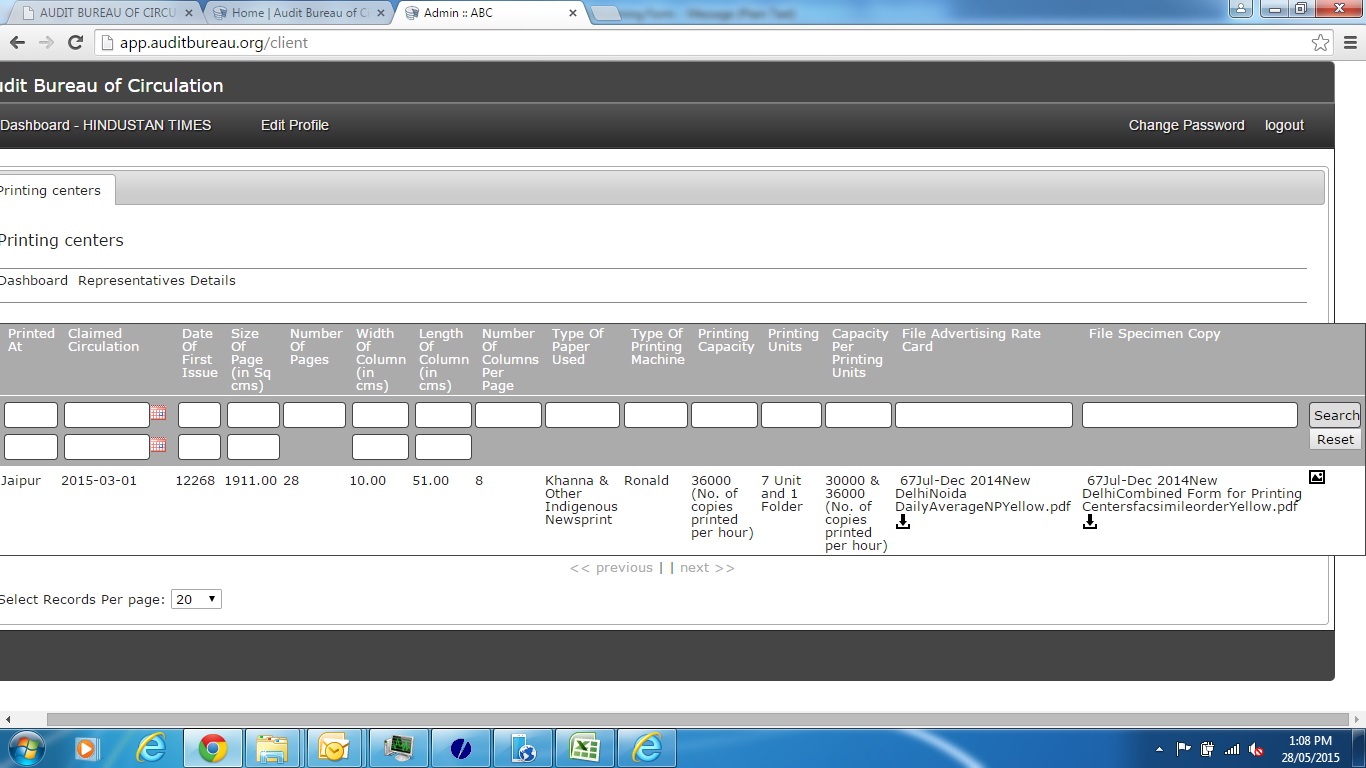 AUDIT BUREAU OF CIRCU
Home | Audit Bureau of Ci
Admin :: ABC
app.auditbureau.org/client
udit Bureau of Circulation
Dashboard - HINDUSTAN TIMES Edit Profile Change Password logout
Printing centers
Printing centers
Dashboard Representatives Details
Printed At
Claimed Circulation
Date Of First Issue
Size Of Page (in Sq cms)
Number Of Pages
Width Of Column (in cms)
Length Of Column (in cms)
Number Of Columns Per Page
Type Of Paper Used
Type Of Printing Machine
Printing Capacity
Printing Units
Capacity Per Printing Units
File Advertising Rate Card
File Specimen Copy
Search
Reset
Jaipur
2015-03-01
12268
1911.00
28
10.00
51.00
8
Khanna & Other Indigenous Newsprint
Ronald
36000 (No. of copies printed per hour)
7 Unit and 1 Folder
30000 & 36000 (No. of copies printed per hour)
67Jul-Dec 2014New DelhiNoida DailyAverageNPYellow.pdf
67Jul-Dec 2014New DelhiCombined Form for Printing CentersfacsimileorderYellow.pdf
<< previous | | next >>
Select Records Per page: 20
1:08 PM
28/05/2015